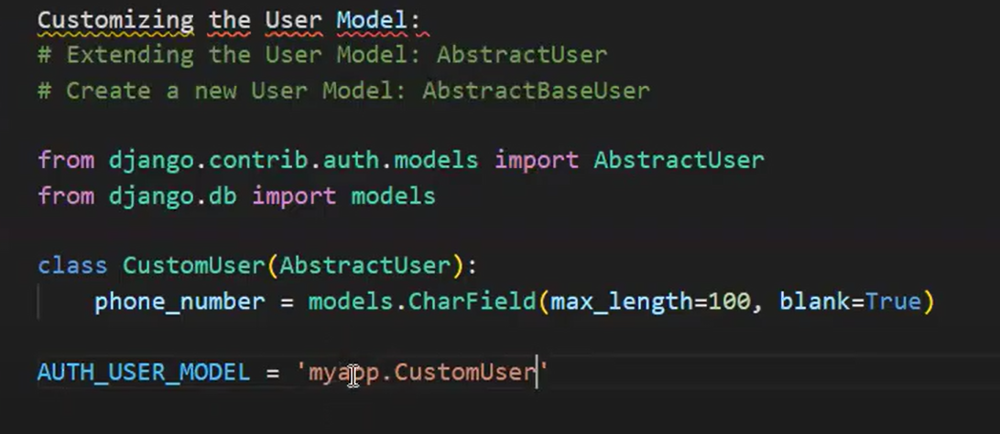 Customizing the User Model:
# Extending the User Model: AbstractUser
# Create a new User Model: AbstractBaseUser
from django.contrib.auth.models import AbstractUser
from django.db import models
class CustomUser(AbstractUser):
    phone_number = models.CharField(max_length=100, blank=True)
AUTH_USER_MODEL = 'myapp.CustomUser'